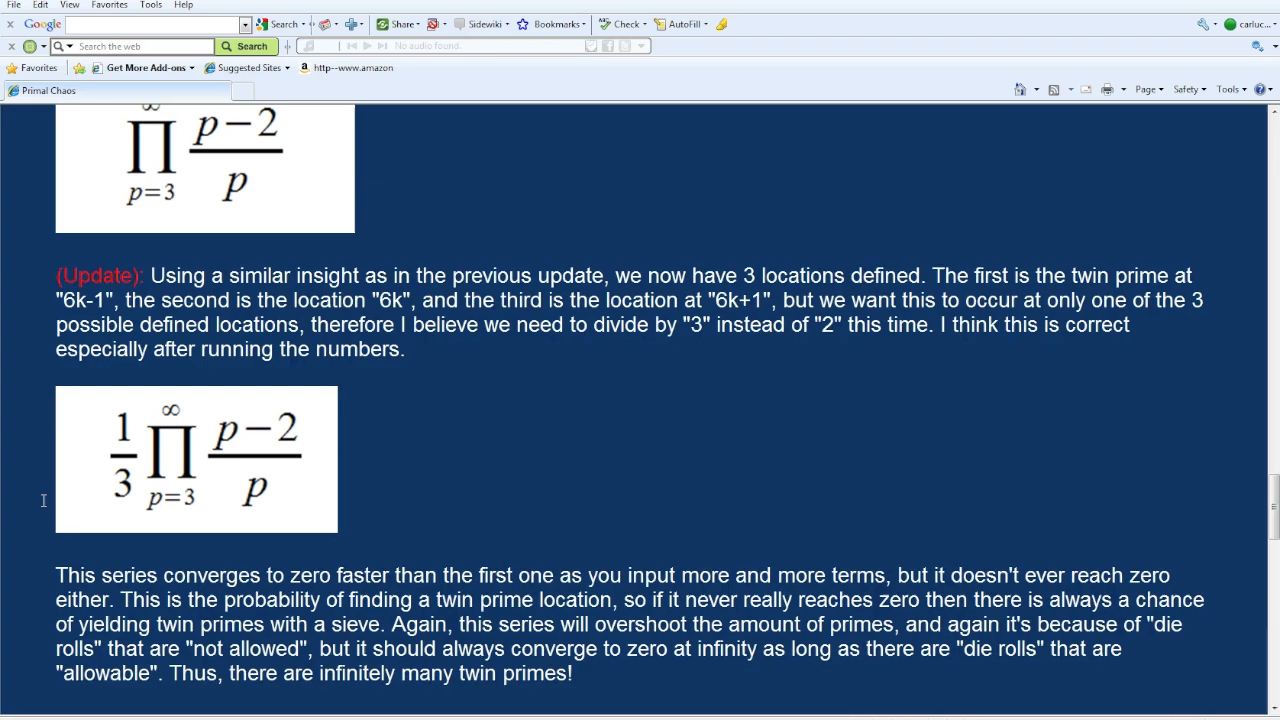 File Edit View Favorites Tools Help
Google Search Share Sidewiki Bookmarks Check AutoFill carluc...
Search the web Search No audio found.
Favorites Get More Add-ons Suggested Sites http--www.amazon
Primal Chaos Page Safety Tools
∞
∏ p−2
p=3 p
(Update): Using a similar insight as in the previous update, we now have 3 locations defined. The first is the twin prime at
"6k-1", the second is the location "6k", and the third is the location at "6k+1", but we want this to occur at only one of the 3
possible defined locations, therefore I believe we need to divide by "3" instead of "2" this time. I think this is correct
especially after running the numbers.
∞
1 ∏ p−2
3 p=3 p
This series converges to zero faster than the first one as you input more and more terms, but it doesn't ever reach zero
either. This is the probability of finding a twin prime location, so if it never really reaches zero then there is always a chance
of yielding twin primes with a sieve. Again, this series will overshoot the amount of primes, and again it's because of "die
rolls" that are "not allowed", but it should always converge to zero at infinity as long as there are "die rolls" that are
"allowable". Thus, there are infinitely many twin primes!